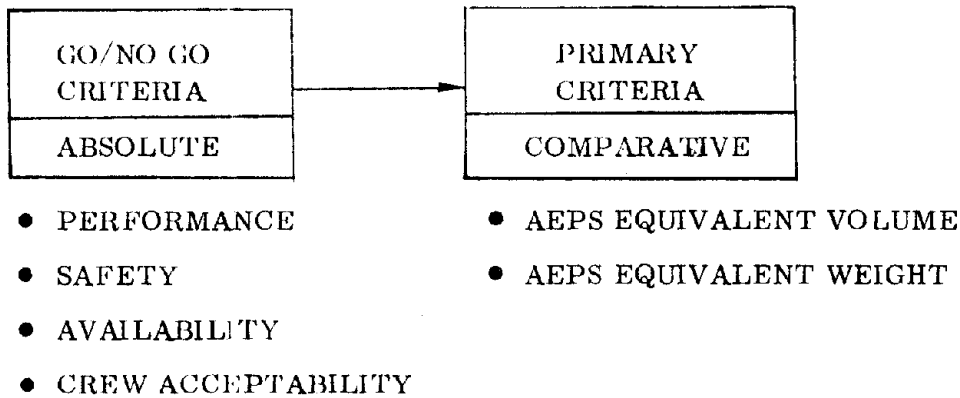 GO/NO GO
CRITERIA
ABSOLUTE
● PERFORMANCE
● SAFETY
● AVAILABILITY
● CREW ACCEPTABILITY
PRIMARY
CRITERIA
COMPARATIVE
● AEPS EQUIVALENT VOLUME
● AEPS EQUIVALENT WEIGHT